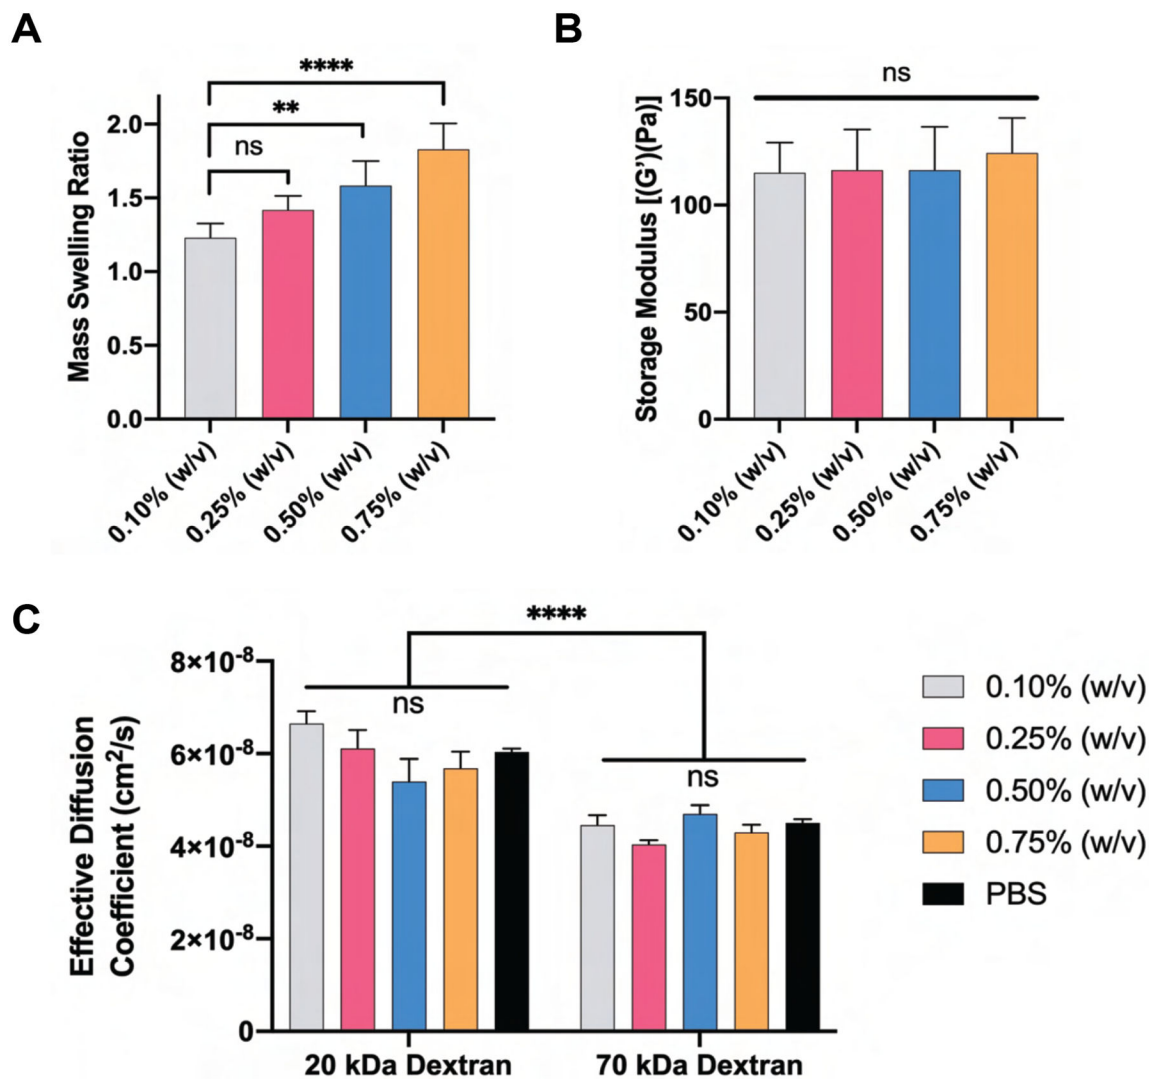 A
B
****
**
ns
Mass Swelling Ratio
2.0
1.5
1.0
0.5
0.0
0.10% (w/v)
0.25% (w/v)
0.50% (w/v)
0.75% (w/v)
ns
Storage Modulus [(G’)(Pa)]
150
100
50
0
0.10% (w/v)
0.25% (w/v)
0.50% (w/v)
0.75% (w/v)
C
****
ns
ns
Effective Diffusion
Coefficient (cm²/s)
8×10⁻⁸
6×10⁻⁸
4×10⁻⁸
2×10⁻⁸
0
20 kDa Dextran
70 kDa Dextran
0.10% (w/v)
0.25% (w/v)
0.50% (w/v)
0.75% (w/v)
PBS